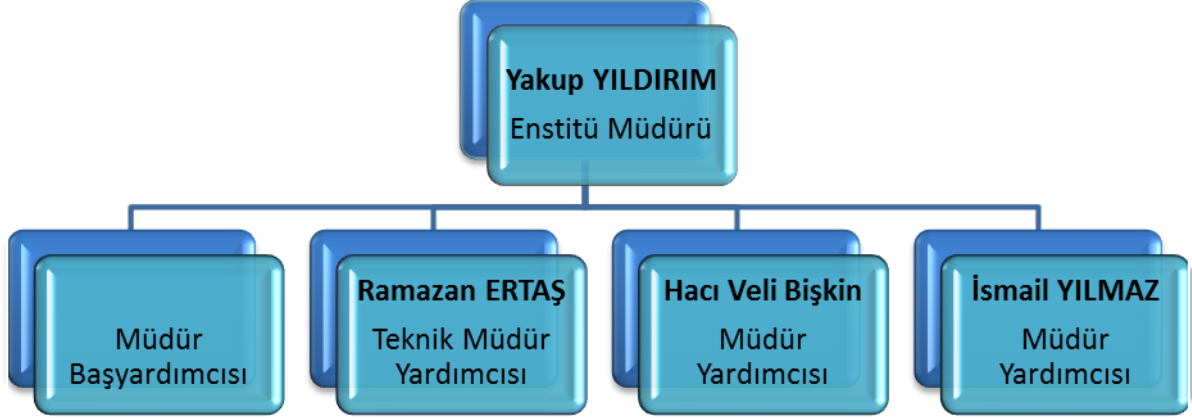 Yakup YILDIRIM
Enstitü Müdürü
Müdür
Başyardımcısı
Ramazan ERTAŞ
Teknik Müdür
Yardımcısı
Hacı Veli Bişkin
Müdür
Yardımcısı
İsmail YILMAZ
Müdür
Yardımcısı